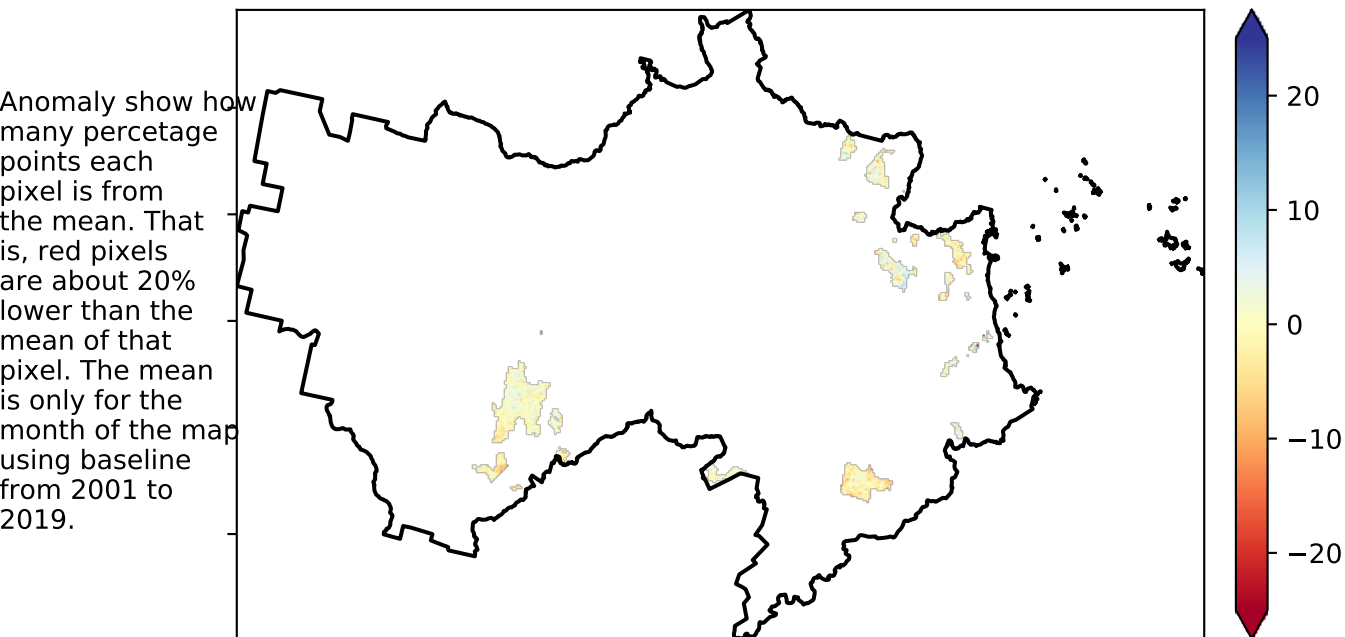 Anomaly show how
many percetage
points each
pixel is from
the mean. That
is, red pixels
are about 20%
lower than the
mean of that
pixel. The mean
is only for the
month of the map
using baseline
from 2001 to
2019.
20
10
0
−10
−20